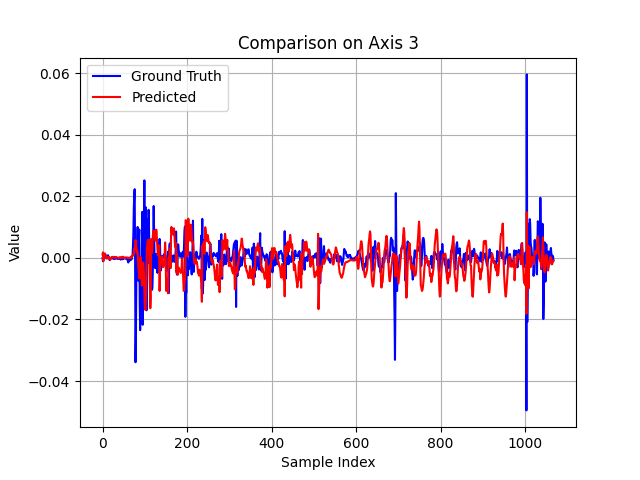 Comparison on Axis 3
Ground Truth
Predicted
Value
0.06
0.04
0.02
0.00
−0.02
−0.04
0
200
400
600
800
1000
Sample Index